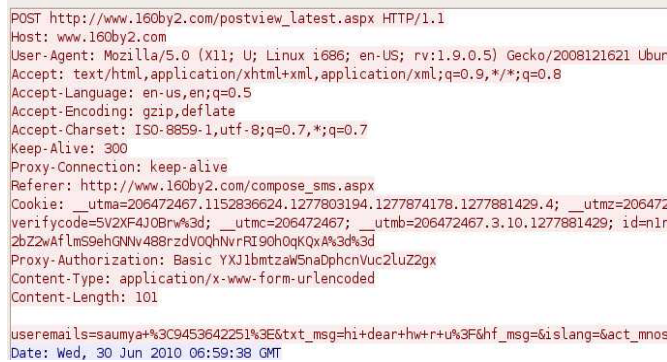 POST http://www.160by2.com/postview_latest.aspx HTTP/1.1
Host: www.160by2.com
User-Agent: Mozilla/5.0 (X11; U; Linux i686; en-US; rv:1.9.0.5) Gecko/2008121621 Ubun
Accept: text/html,application/xhtml+xml,application/xml;q=0.9,*/*;q=0.8
Accept-Language: en-us,en;q=0.5
Accept-Encoding: gzip,deflate
Accept-Charset: ISO-8859-1,utf-8;q=0.7,*;q=0.7
Keep-Alive: 300
Proxy-Connection: keep-alive
Referer: http://www.160by2.com/compose_sms.aspx
Cookie: __utma=206472467.1152836624.1277803194.1277874178.1277881429.4; __utmz=206472
verifycode=5V2XF4JOBrw%3d; __utmc=206472467; __utmb=206472467.3.10.1277881429; id=n1n
2bZ2wAflmS9ehGNNv488rzdVOQhNvrRI90hOqKQxA%3d%3d
Proxy-Authorization: Basic YXJ1bmtzaW5naDphcnVuc2luZ2gx
Content-Type: application/x-www-form-urlencoded
Content-Length: 101
useremails=saumya+%3C9453642251%3E&txt_msg=hi+dear+hw+r+u%3F&hf_msg=&islang=&act_mnos
Date: Wed, 30 Jun 2010 06:59:38 GMT